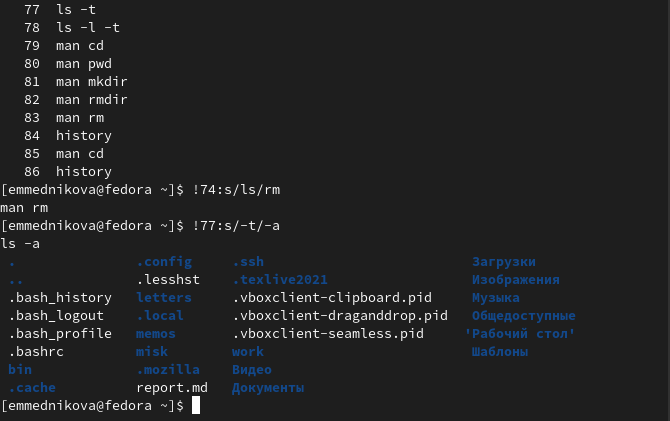 77 ls -t
78 ls -l -t
79 man cd
80 man pwd
81 man mkdir
82 man rmdir
83 man rm
84 history
85 man cd
86 history
[emmednikova@fedora ~]$ !74:s/ls/rm
man rm
[emmednikova@fedora ~]$ !77:s/-t/-a
ls -a
. .config .ssh Загрузки
.. .lesshst .texlive2021 Изображения
.bash_history letters .vboxclient-clipboard.pid Музыка
.bash_logout .local .vboxclient-draganddrop.pid Общедоступные
.bash_profile memos .vboxclient-seamless.pid 'Рабочий стол'
.bashrc misk work Шаблоны
bin .mozilla Видео
.cache report.md Документы
[emmednikova@fedora ~]$